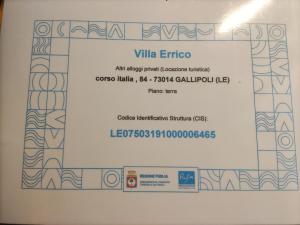 Villa Errico
Altri alloggi privati (Locazione turistica)
corso italia , 84 - 73014 GALLIPOLI (LE)
Piano: terra
Codice Identificativo Struttura (CIS):
LE07503191000006465
REGIONE PUGLIA